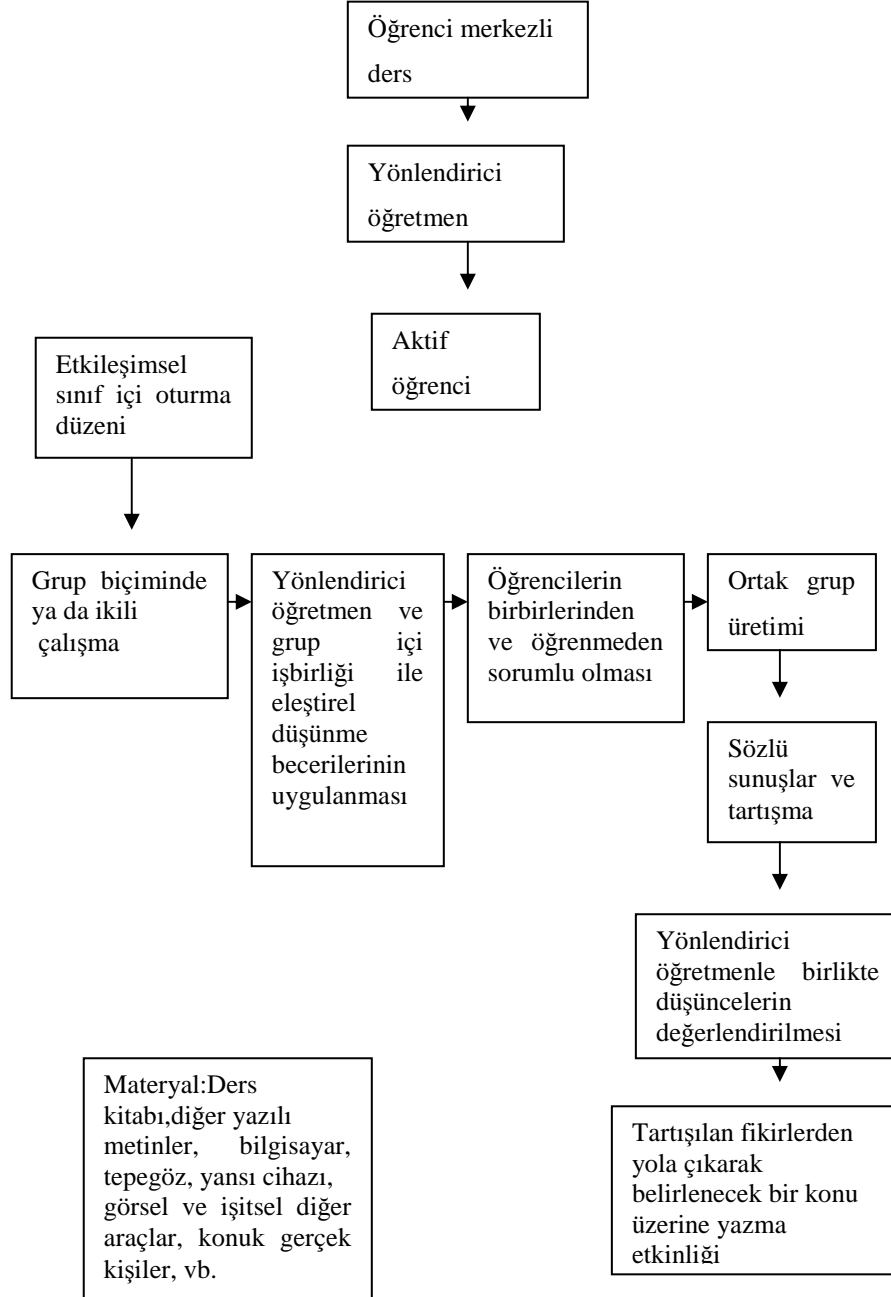 Öğrenci merkezli
ders
Yönlendirici
öğretmen
Aktif
öğrenci
Etkileşimsel
sınıf içi oturma
düzeni
Grup biçiminde
ya da ikili
çalışma
Yönlendirici
öğretmen ve
grup içi
işbirliği ile
eleştirel
düşünme
becerilerinin
uygulanması
Öğrencilerin
birbirlerinden
ve öğrenmeden
sorumlu olması
Ortak grup
üretimi
Sözlü
sunuşlar ve
tartışma
Yönlendirici
öğretmenle birlikte
düşüncelerin
değerlendirilmesi
Materyal:Ders
kitabı,diğer yazılı
metinler, bilgisayar,
tepegöz, yansı cihazı,
görsel ve işitsel diğer
araçlar, konuk gerçek
kişiler, vb.
Tartışılan fikirlerden
yola çıkarak
belirlenecek bir konu
üzerine yazma
etkinliği